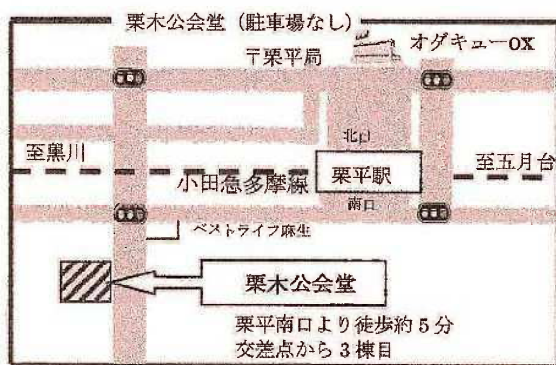 栗木公会堂（駐車場なし）
オダキューOX
〒栗平局
北口
至黒川
小田急多摩線
栗平駅
至五月台
南口
ベストライフ麻生
栗木公会堂
栗平南口より徒歩約５分
交差点から３棟目